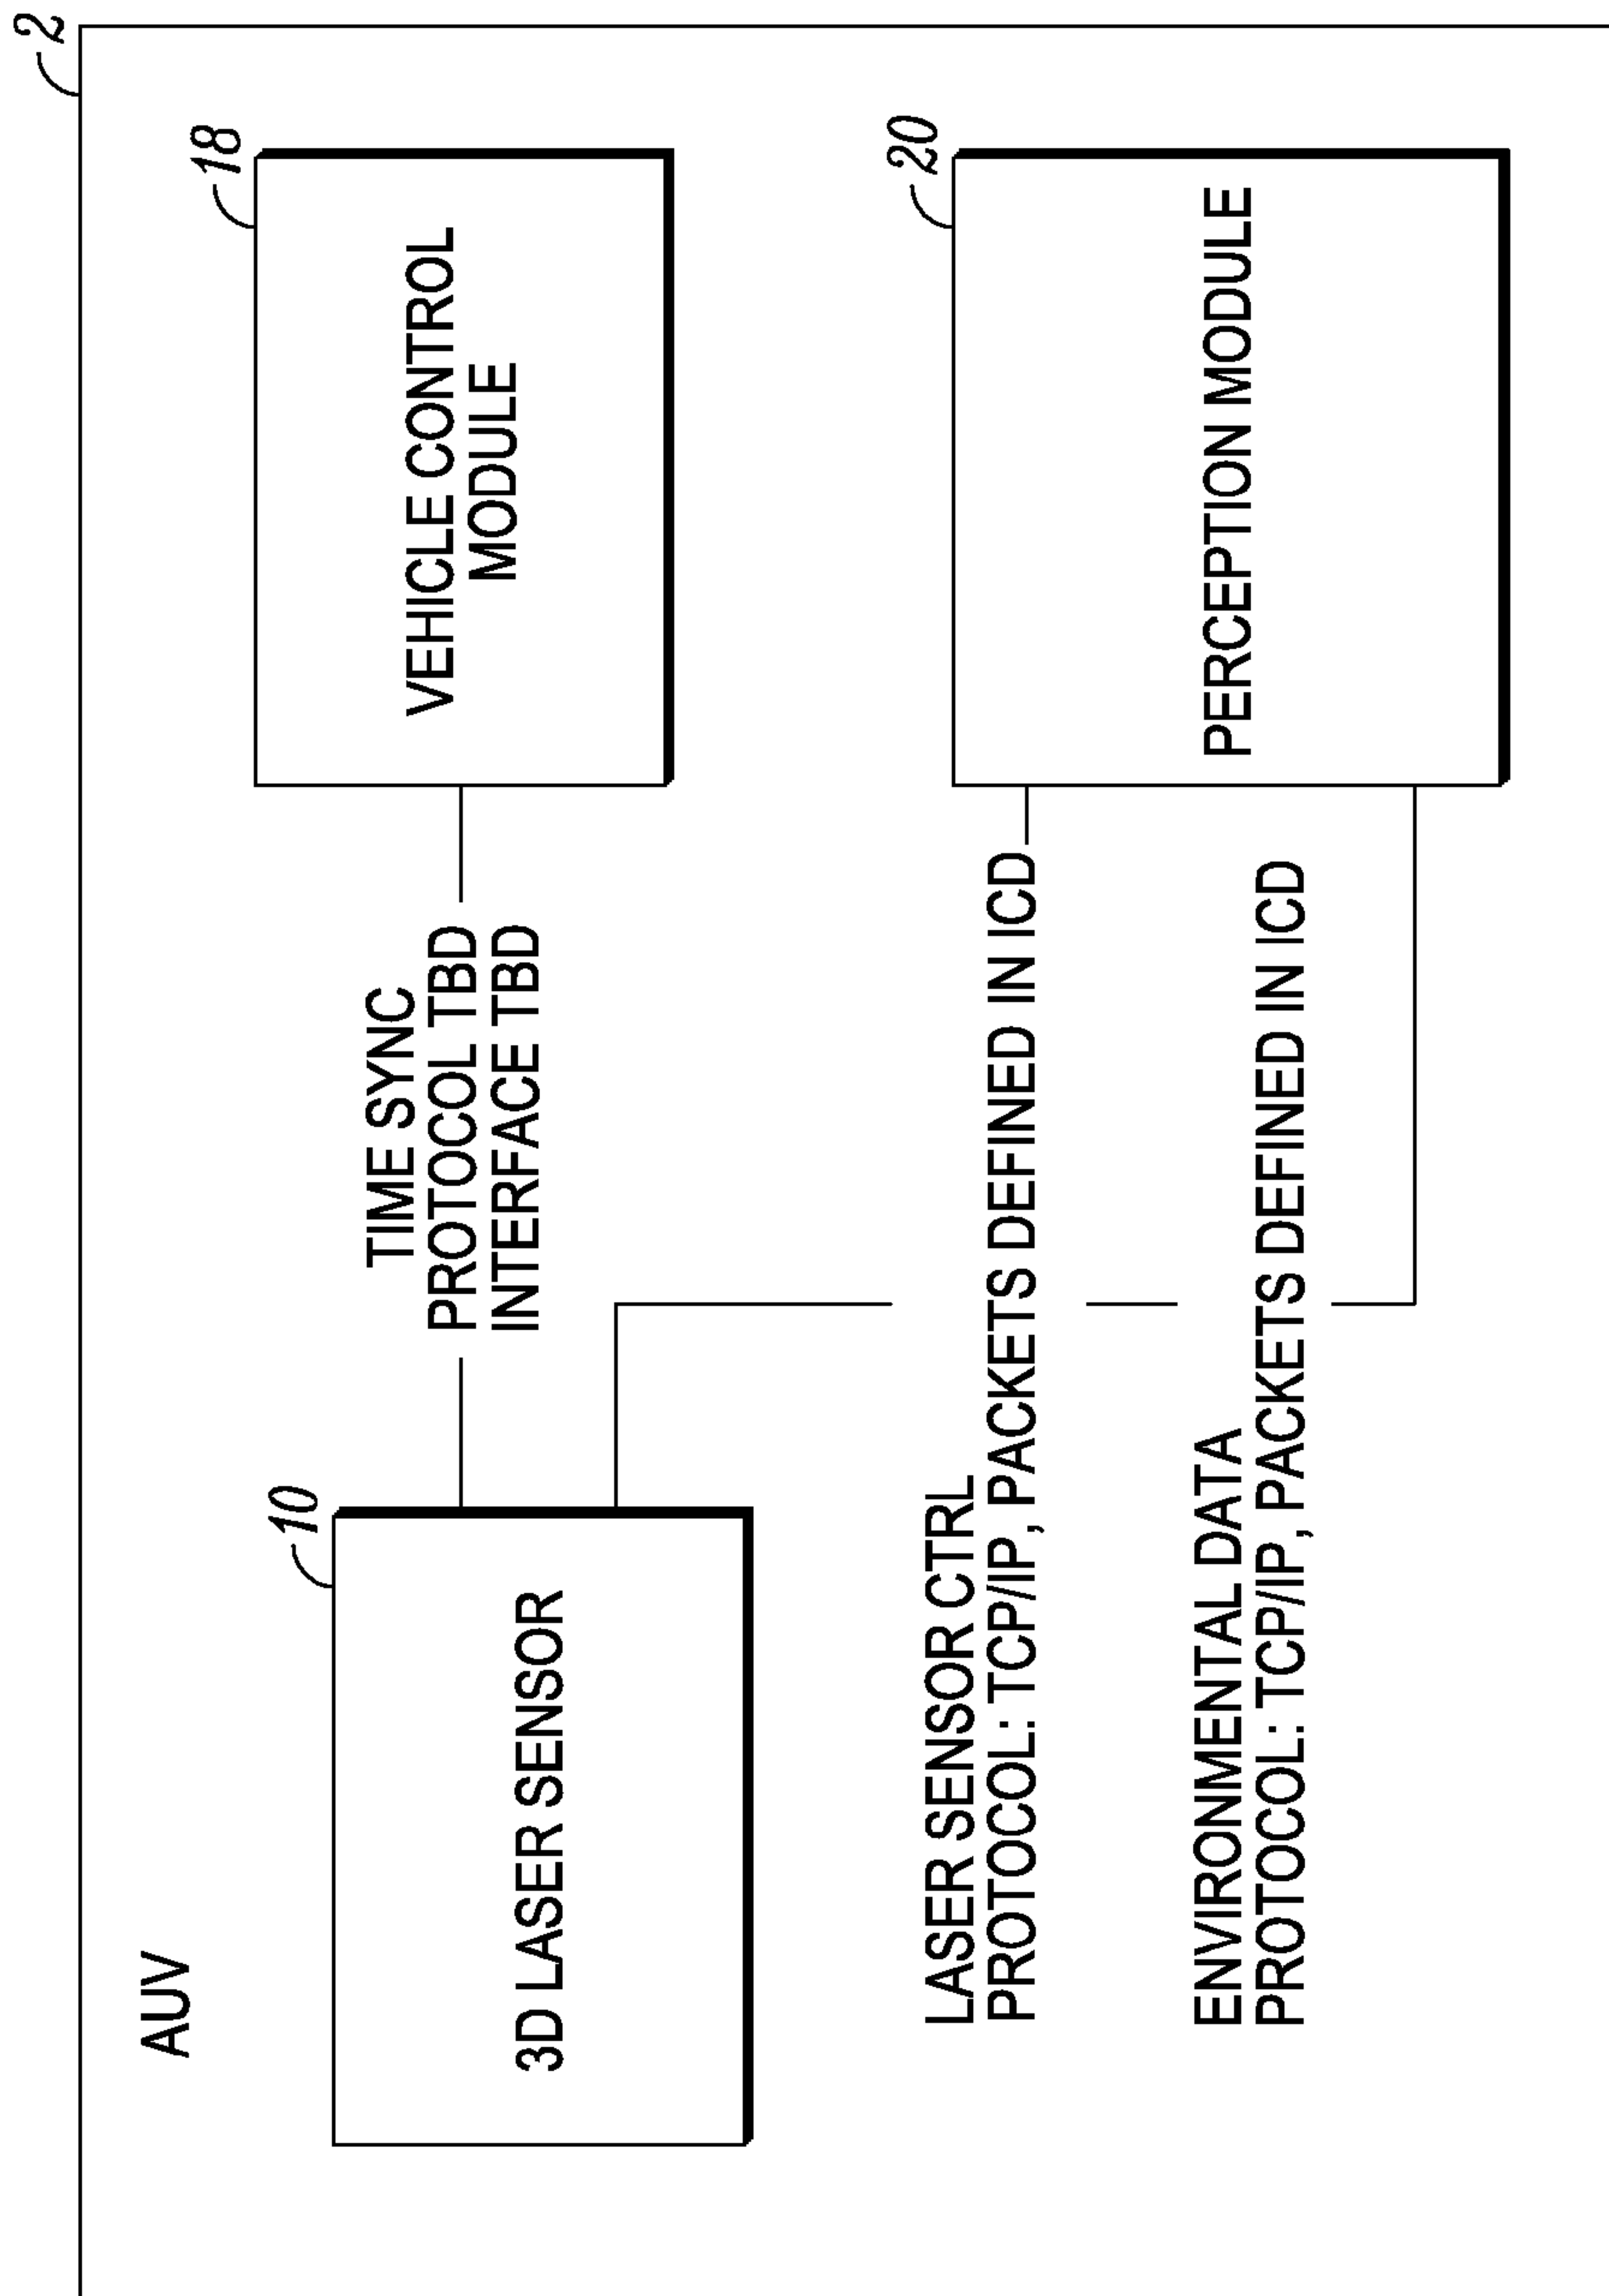 2
AUV
18
VEHICLE CONTROL
MODULE
TIME SYNC
PROTOCOL TBD
INTERFACE TBD
10
3D LASER SENSOR
20
PERCEPTION MODULE
LASER SENSOR CTRL
PROTOCOL: TCP/IP, PACKETS DEFINED IN ICD
ENVIRONMENTAL DATA
PROTOCOL: TCP/IP, PACKETS DEFINED IN ICD